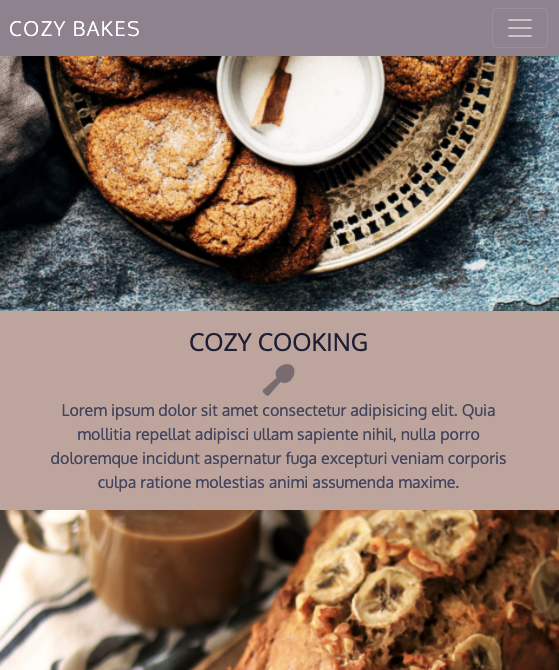 COZY BAKES
COZY COOKING
Lorem ipsum dolor sit amet consectetur adipisicing elit. Quia
mollitia repellat adipisci ullam sapiente nihil, nulla porro
doloremque incidunt aspernatur fuga excepturi veniam corporis
culpa ratione molestias animi assumenda maxime.